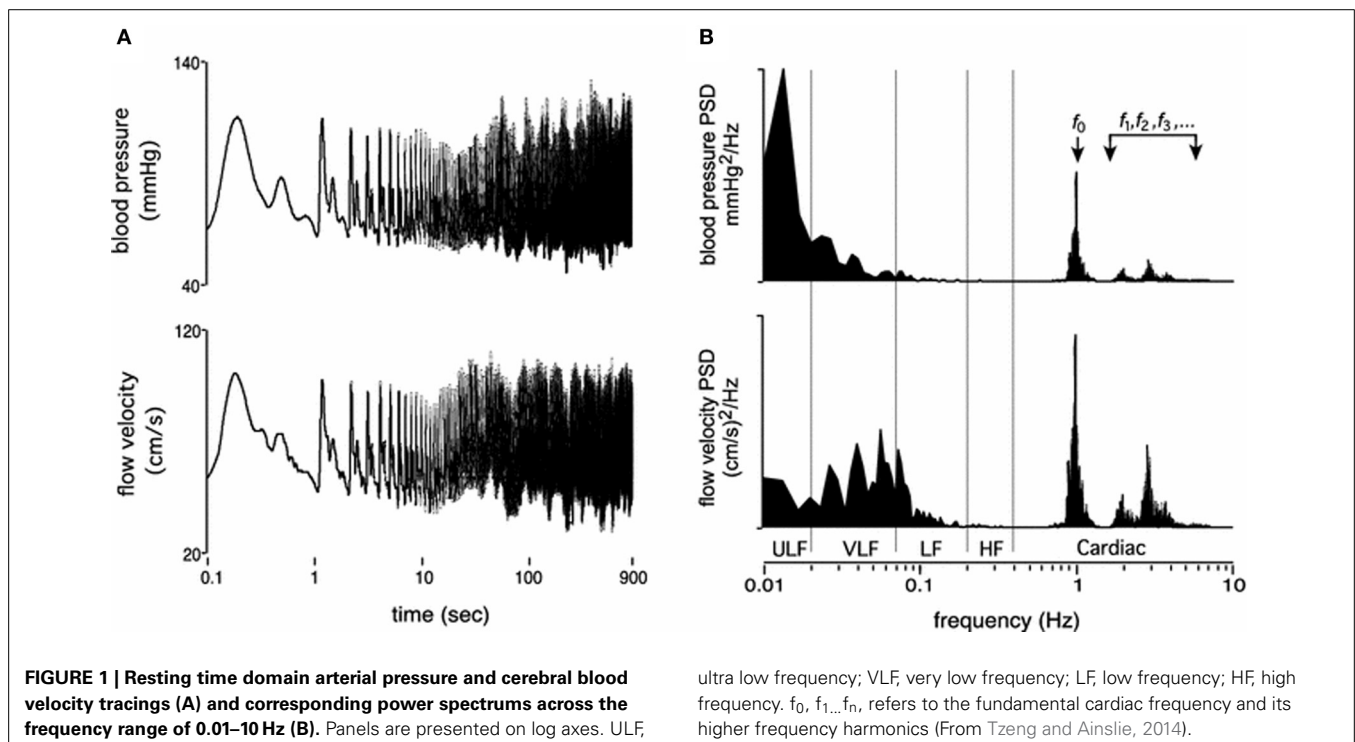 A
140
blood pressure
(mmHg)
40
120
flow velocity
(cm/s)
20
0.1
1
10
100
900
time (sec)
B
blood pressure PSD
mmHg²/Hz
f₀
f₁,f₂,f₃,...
flow velocity PSD
(cm/s)²/Hz
ULF
VLF
LF
HF
Cardiac
0.01
0.1
1
10
frequency (Hz)
FIGURE 1 | Resting time domain arterial pressure and cerebral blood
velocity tracings (A) and corresponding power spectrums across the
frequency range of 0.01–10 Hz (B). Panels are presented on log axes. ULF,
ultra low frequency; VLF, very low frequency; LF, low frequency; HF, high
frequency. f₀, f₁...fₙ, refers to the fundamental cardiac frequency and its
higher frequency harmonics (From Tzeng and Ainslie, 2014).